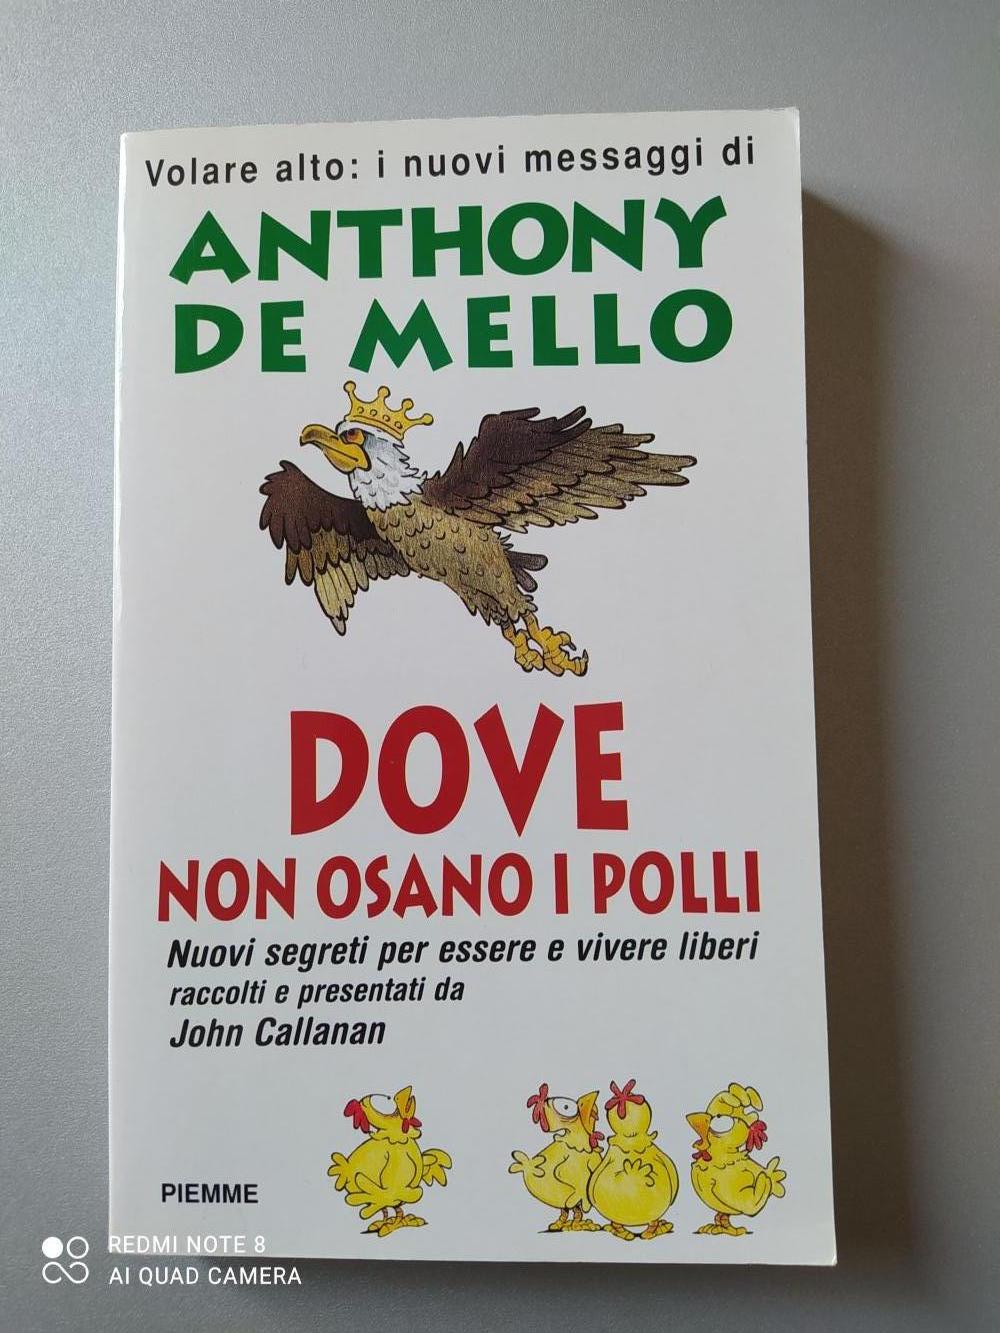 Volare alto: i nuovi messaggi di
ANTHONY
DE MELLO
DOVE
NON OSANO I POLLI
Nuovi segreti per essere e vivere liberi
raccolti e presentati da
John Callanan
PIEMME
REDMI NOTE 8
AI QUAD CAMERA